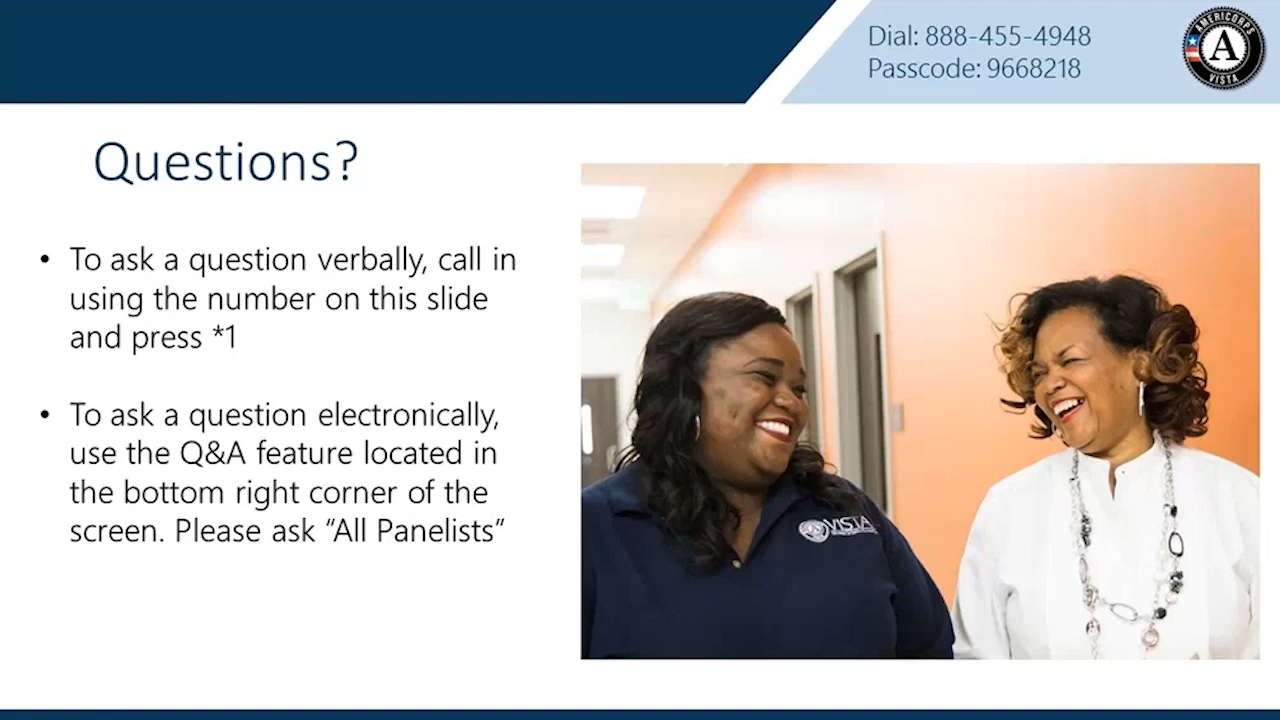 Dial: 888-455-4948
Passcode: 9668218
AMERICORPS
A
VISTA
Questions?
• To ask a question verbally, call in
using the number on this slide
and press *1
• To ask a question electronically,
use the Q&A feature located in
the bottom right corner of the
screen. Please ask “All Panelists”
VISTA